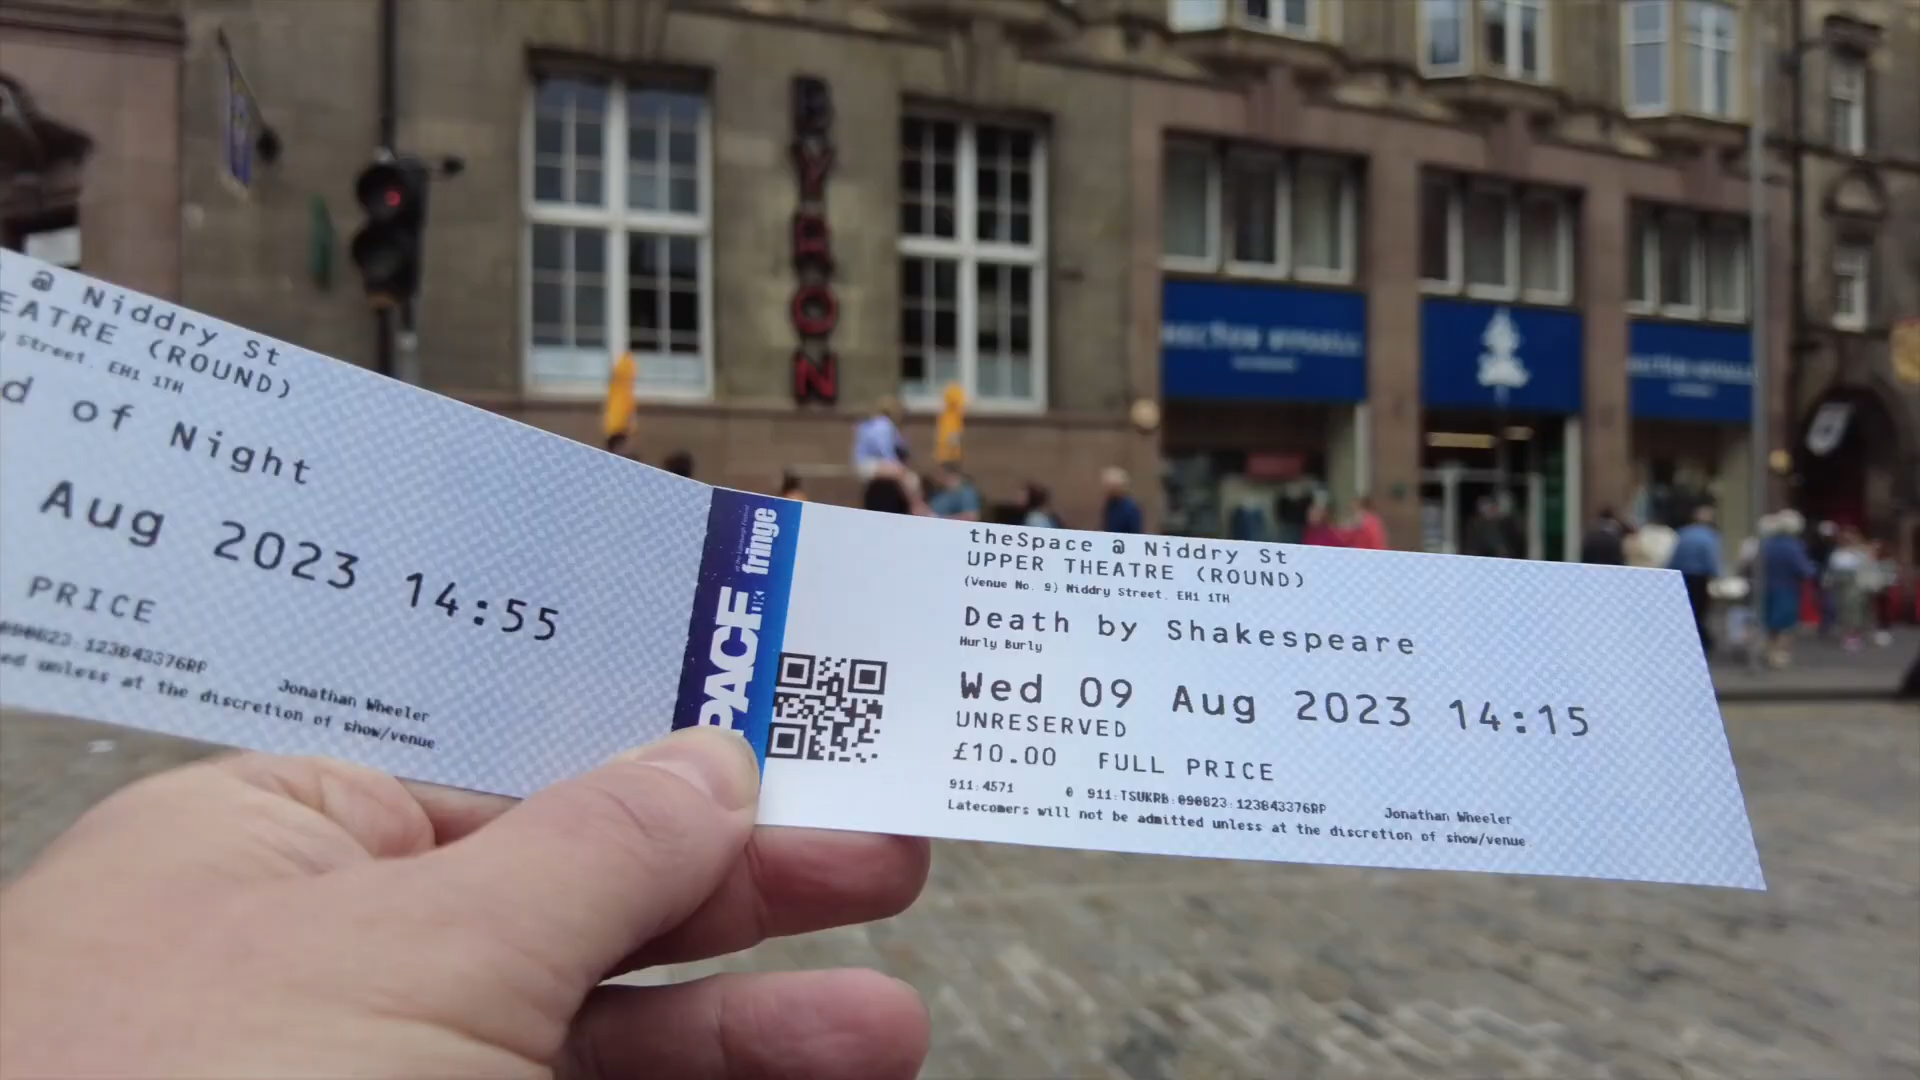 @ Niddry St
EATRE (ROUND)
Street, EH1 1TH
d of Night
Aug 2023 14:55
PRICE
090823:123843376RP
Jonathan Wheeler
ed unless at the discretion of show/venue
fringe
PACE
UK
theSpace @ Niddry St
UPPER THEATRE (ROUND)
(Venue No. 9) Niddry Street, EH1 1TH
Death by Shakespeare
Hurly Burly
Wed 09 Aug 2023 14:15
UNRESERVED
£10.00 FULL PRICE
911:4571 0 911:TSUKRB:090823:123843376RP Jonathan Wheeler
Latecomers will not be admitted unless at the discretion of show/venue
BYRON